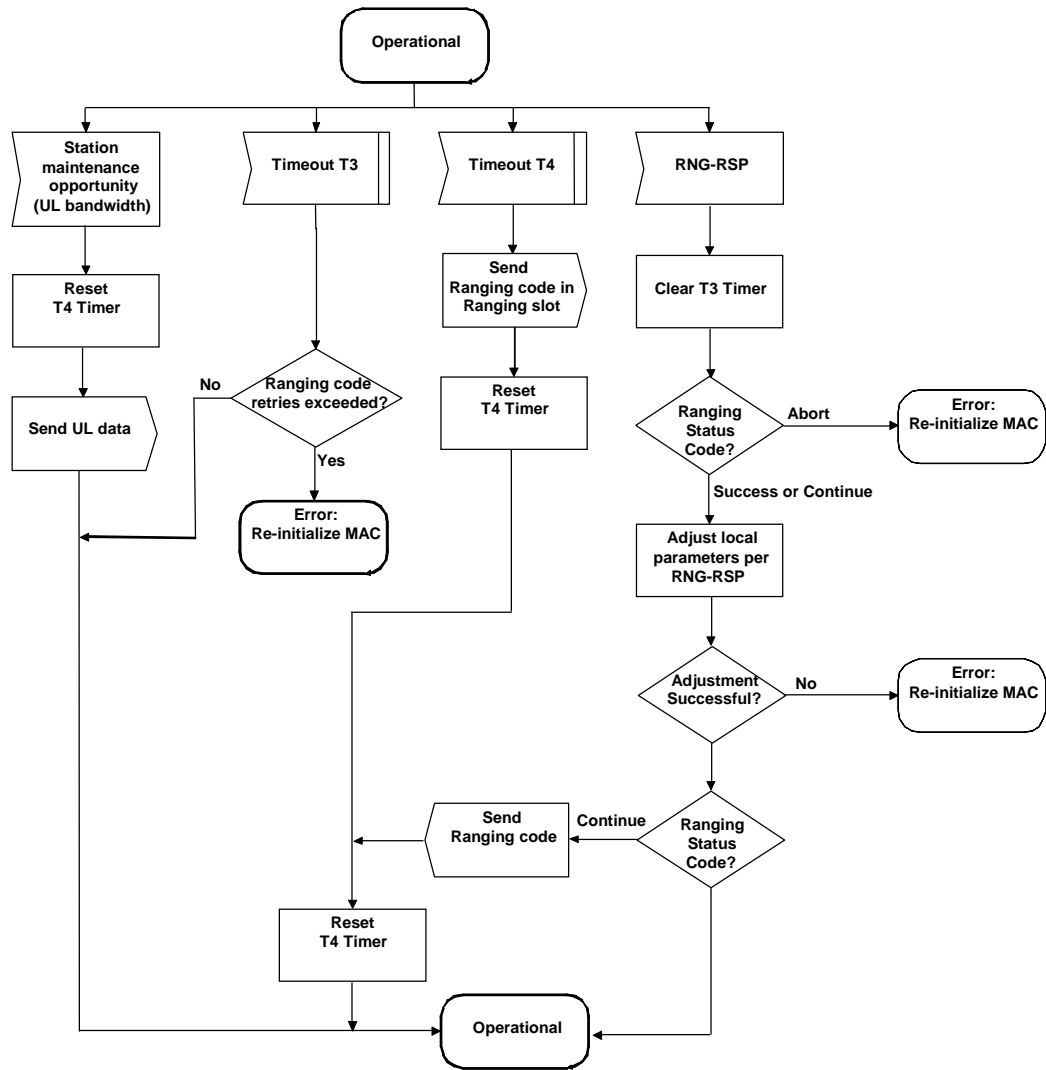 Operational
Station
maintenance
opportunity
(UL bandwidth)
Timeout T3
Timeout T4
RNG-RSP
Reset
T4 Timer
Send
Ranging code in
Ranging slot
Clear T3 Timer
Send UL data
No
Ranging code
retries exceeded?
Yes
Error:
Re-initialize MAC
Reset
T4 Timer
Ranging
Status
Code?
Abort
Error:
Re-initialize MAC
Success or Continue
Adjust local
parameters per
RNG-RSP
Adjustment
Successful?
No
Error:
Re-initialize MAC
Send
Ranging code
Continue
Ranging
Status
Code?
Reset
T4 Timer
Operational